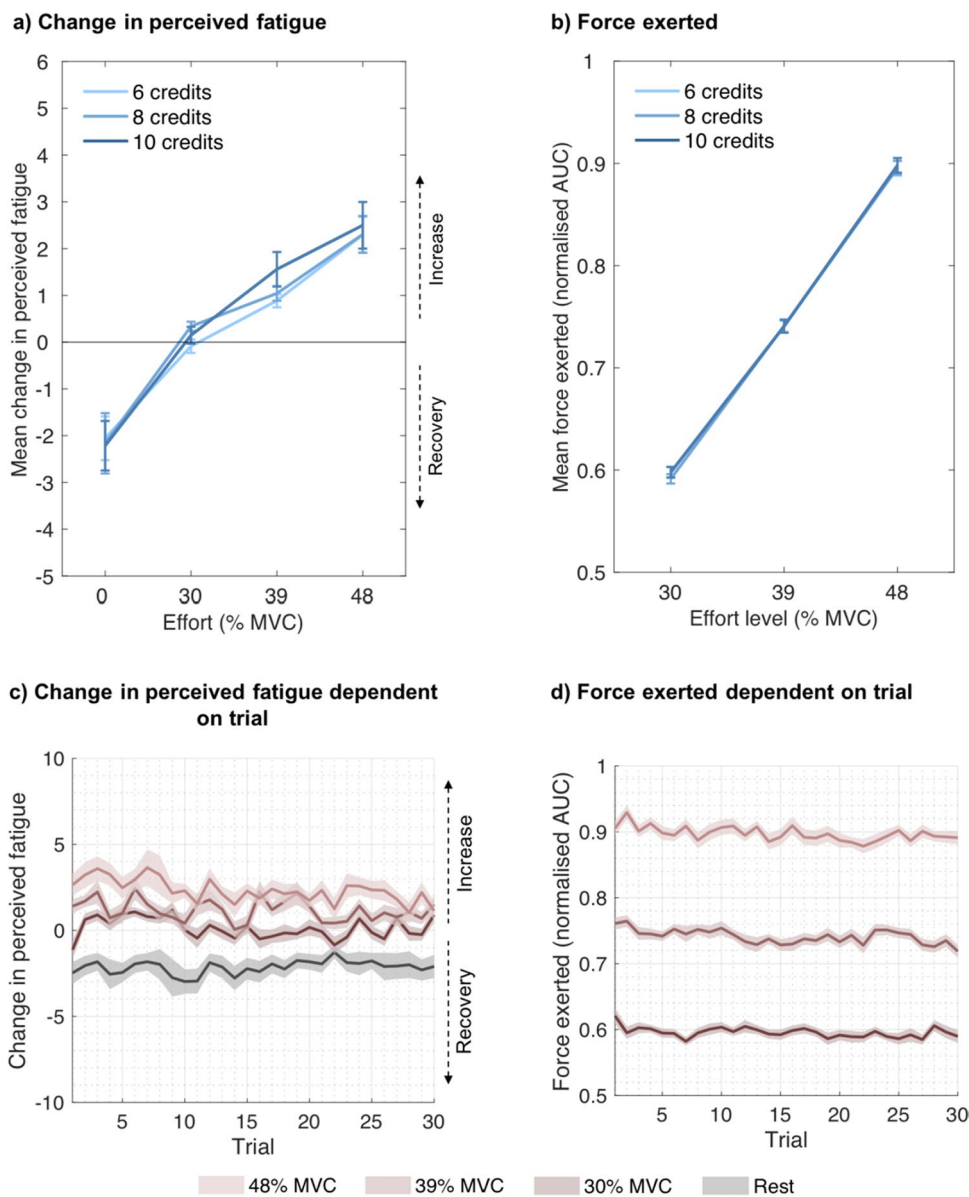 a) Change in perceived fatigue
6
5
4
3
2
1
0
-1
-2
-3
-4
-5
Mean change in perceived fatigue
6 credits
8 credits
10 credits
Increase
Recovery
0 30 39 48
Effort (% MVC)
b) Force exerted
1
0.9
0.8
0.7
0.6
0.5
Mean force exerted (normalised AUC)
6 credits
8 credits
10 credits
30 39 48
Effort level (% MVC)
c) Change in perceived fatigue dependent
on trial
10
5
0
-5
-10
Change in perceived fatigue
Increase
Recovery
5 10 15 20 25 30
Trial
d) Force exerted dependent on trial
1
0.9
0.8
0.7
0.6
0.5
Force exerted (normalised AUC)
5 10 15 20 25 30
Trial
48% MVC 39% MVC 30% MVC Rest